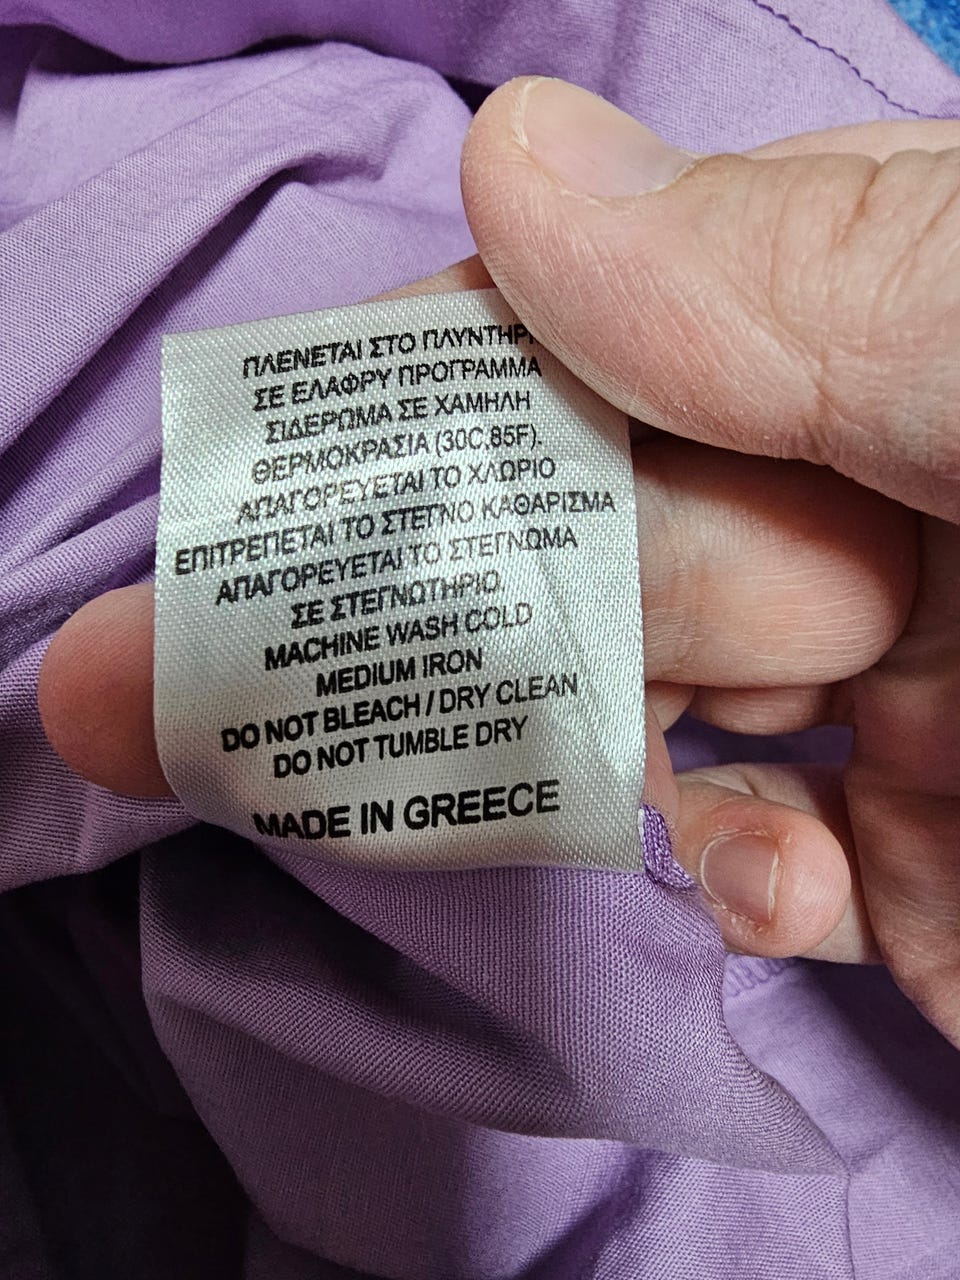 ΠΛΕΝΕΤΑΙ ΣΤΟ
ΣΕ ΕΛΑΦΡΥ ΠΡΟΓΡΑΜΜΑ
ΣΙΔΕΡΩΜΑ ΣΕ ΧΑΜΗΛΗ
ΘΕΡΜΟΚΡΑΣΙΑ (30C,85F).
ΑΠΑΓΟΡΕΥΕΤΑΙ ΤΟ ΧΛΩΡΙΟ
ΕΠΙΤΡΕΠΕΤΑΙ ΤΟ ΣΤΕΓΝΟ ΚΑΘΑΡΙΣΜΑ
ΑΠΑΓΟΡΕΥΕΤΑΙ ΤΟ ΣΤΕΓΝΩΜΑ
ΣΕ ΣΤΕΓΝΩΤΗΡΙΟ.
MACHINE WASH COLD
MEDIUM IRON
DO NOT BLEACH / DRY CLEAN
DO NOT TUMBLE DRY
MADE IN GREECE